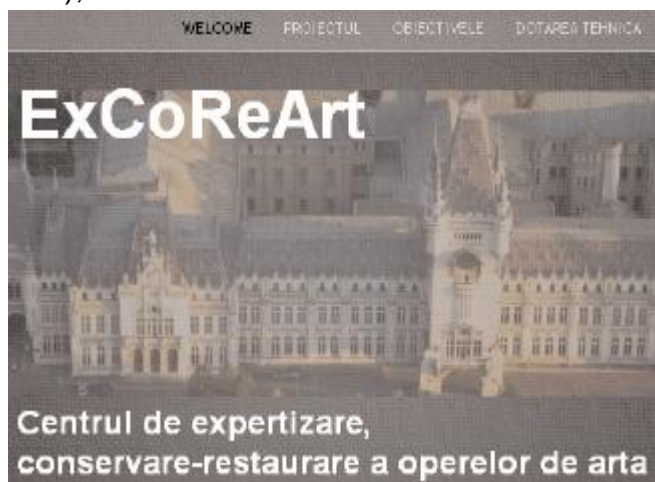 WELCOME PROIECTUL OBIECTIVELE DOTAREA TEHNICA
ExCoReArt
Centrul de expertizare,
conservare-restaurare a operelor de arta